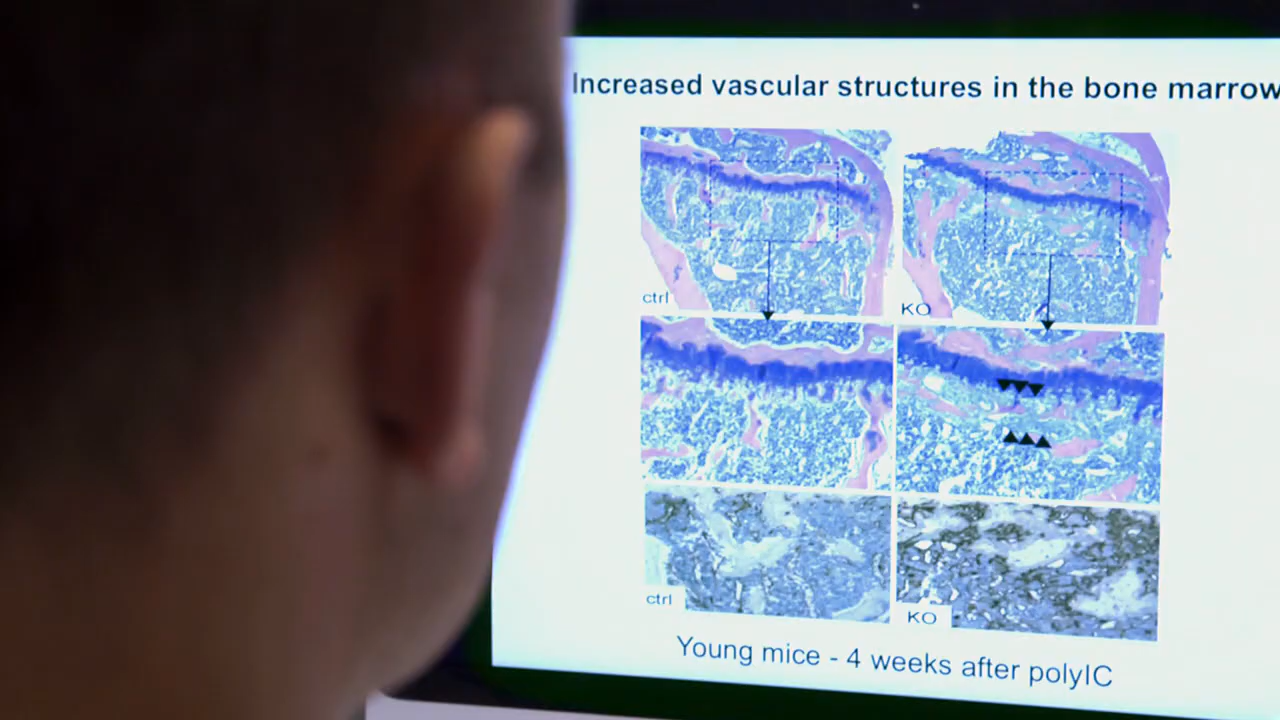 Increased vascular structures in the bone marrow
ctrl
KO
ctrl
KO
Young mice - 4 weeks after polyIC